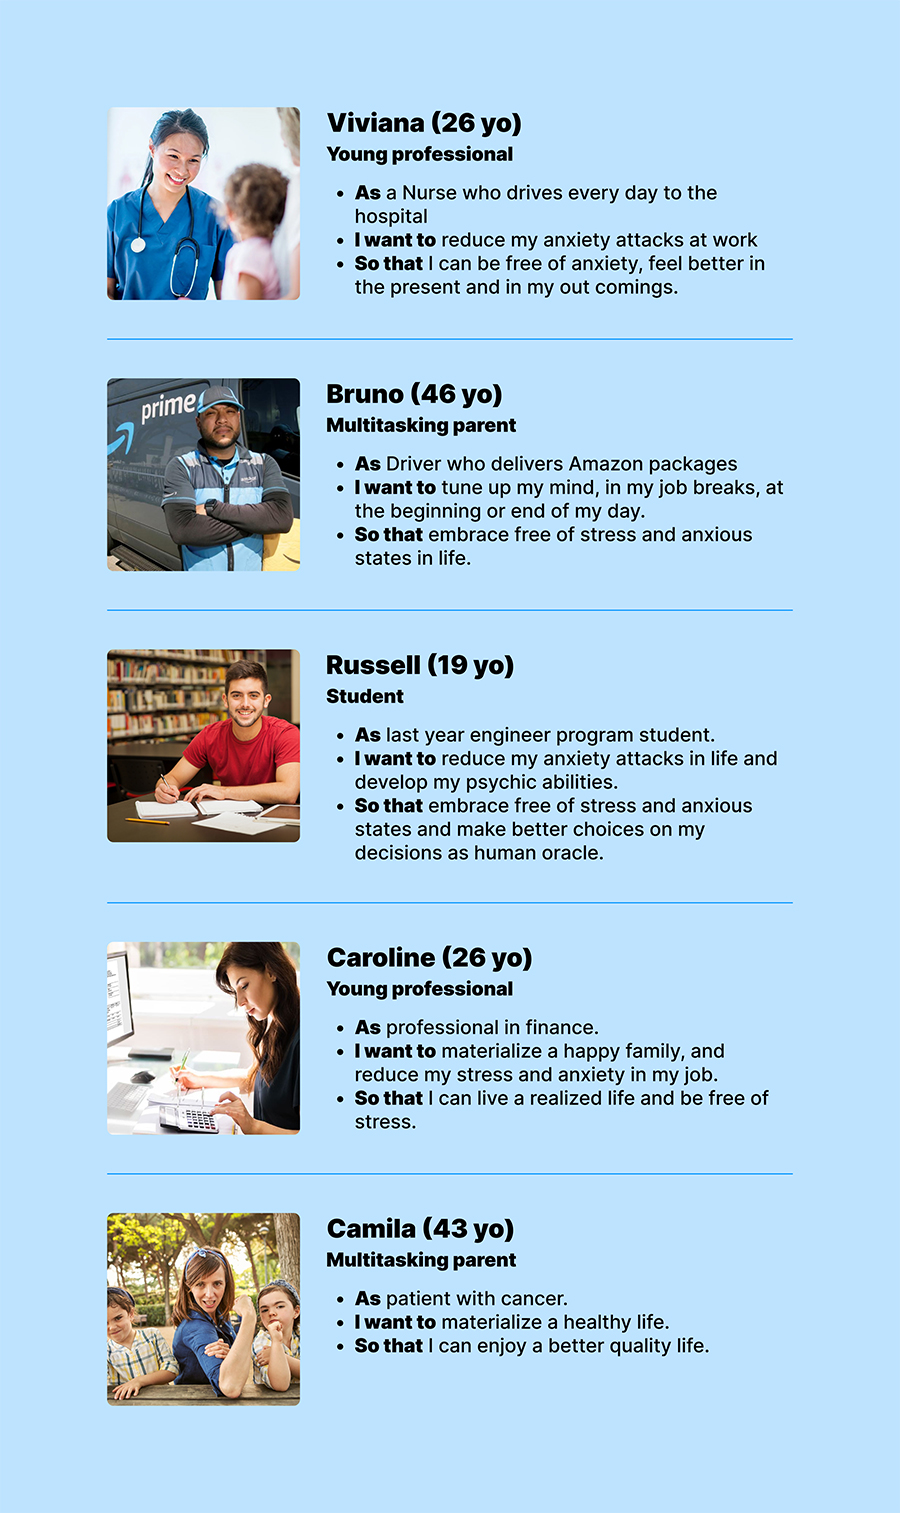 Viviana (26 yo)
Young professional
• As a Nurse who drives every day to the
hospital
• I want to reduce my anxiety attacks at work
• So that I can be free of anxiety, feel better in
the present and in my out comings.
prime
Bruno (46 yo)
Multitasking parent
• As Driver who delivers Amazon packages
• I want to tune up my mind, in my job breaks, at
the beginning or end of my day.
• So that embrace free of stress and anxious
states in life.
Russell (19 yo)
Student
• As last year engineer program student.
• I want to reduce my anxiety attacks in life and
develop my psychic abilities.
• So that embrace free of stress and anxious
states and make better choices on my
decisions as human oracle.
Caroline (26 yo)
Young professional
• As professional in finance.
• I want to materialize a happy family, and
reduce my stress and anxiety in my job.
• So that I can live a realized life and be free of
stress.
Camila (43 yo)
Multitasking parent
• As patient with cancer.
• I want to materialize a healthy life.
• So that I can enjoy a better quality life.